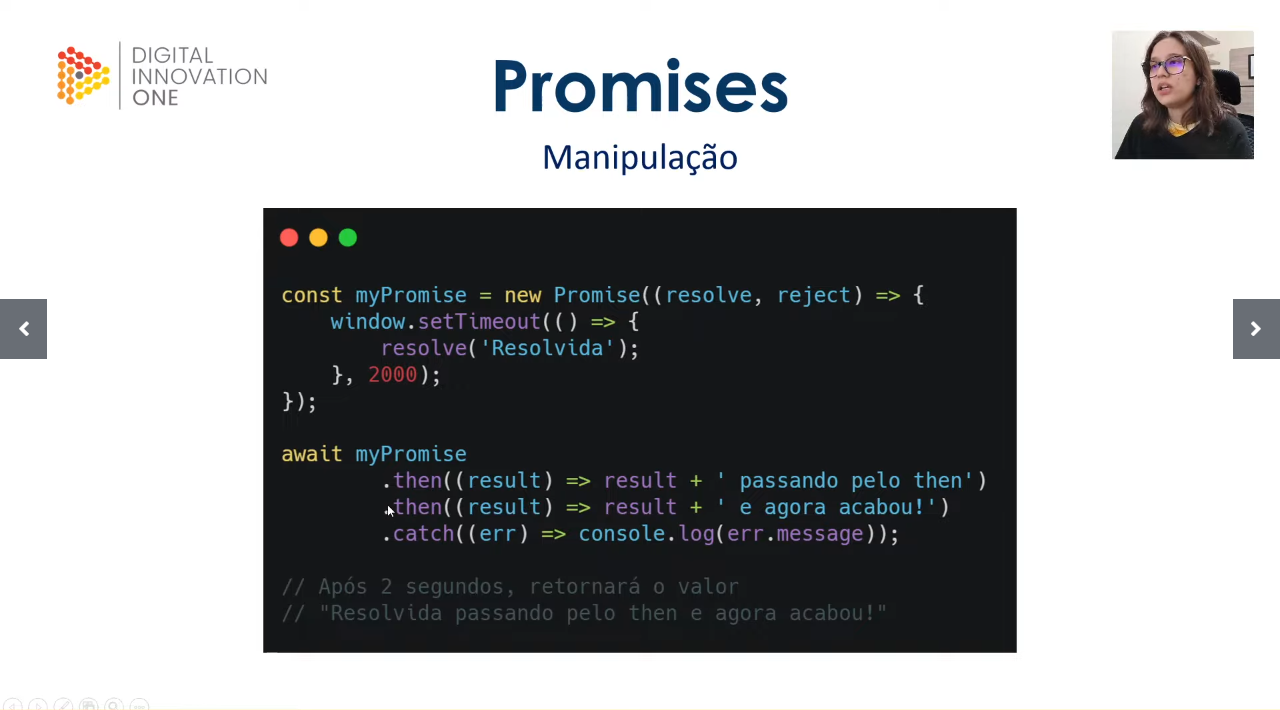 DIGITAL
INNOVATION
ONE
Promises
Manipulação
const myPromise = new Promise((resolve, reject) => {
    window.setTimeout(() => {
        resolve('Resolvida');
    }, 2000);
});

await myPromise
        .then((result) => result + ' passando pelo then')
        .then((result) => result + ' e agora acabou!')
        .catch((err) => console.log(err.message));

// Após 2 segundos, retornará o valor
// "Resolvida passando pelo then e agora acabou!"